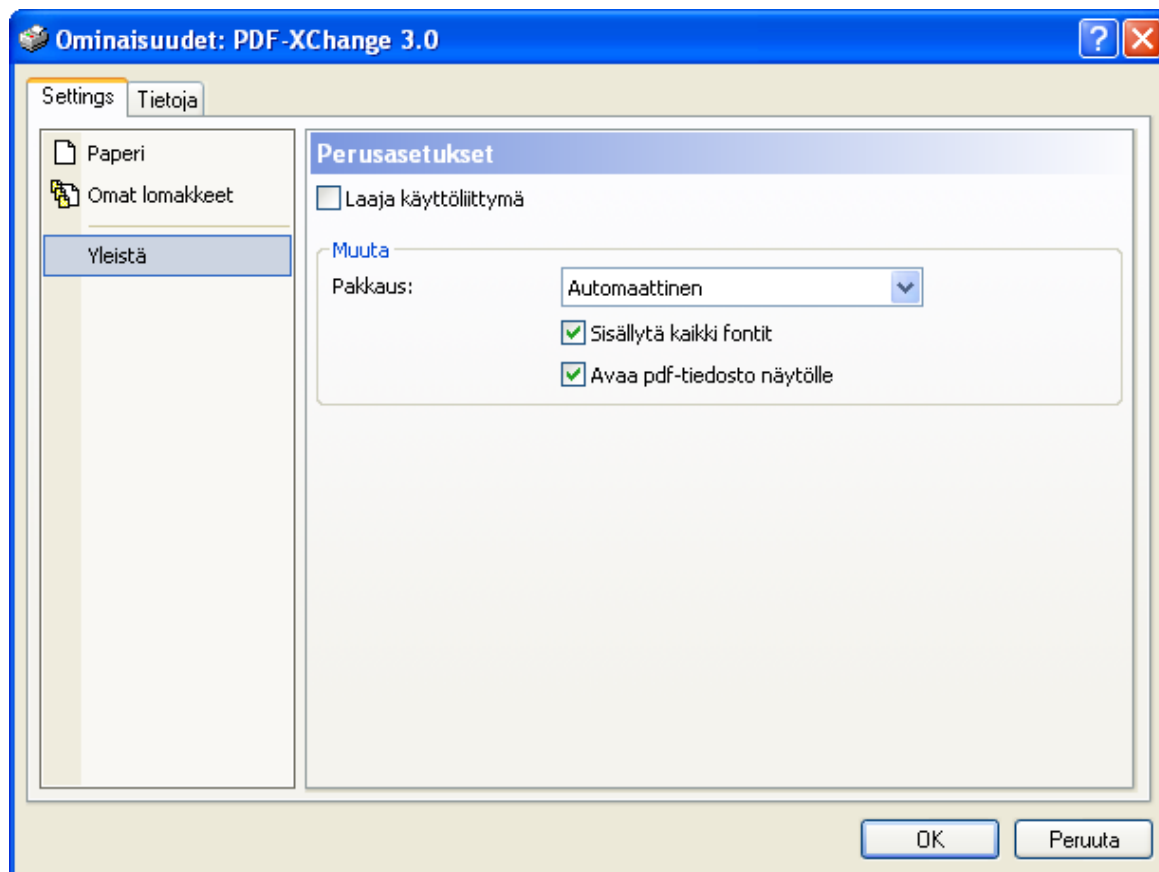 Ominaisuudet: PDF-XChange 3.0
Settings Tietoja
Paperi
Omat lomakkeet
Yleistä
Perusasetukset
Laaja käyttöliittymä
Muuta
Pakkaus: Automaattinen
Sisällytä kaikki fontit
Avaa pdf-tiedosto näytölle
OK Peruuta